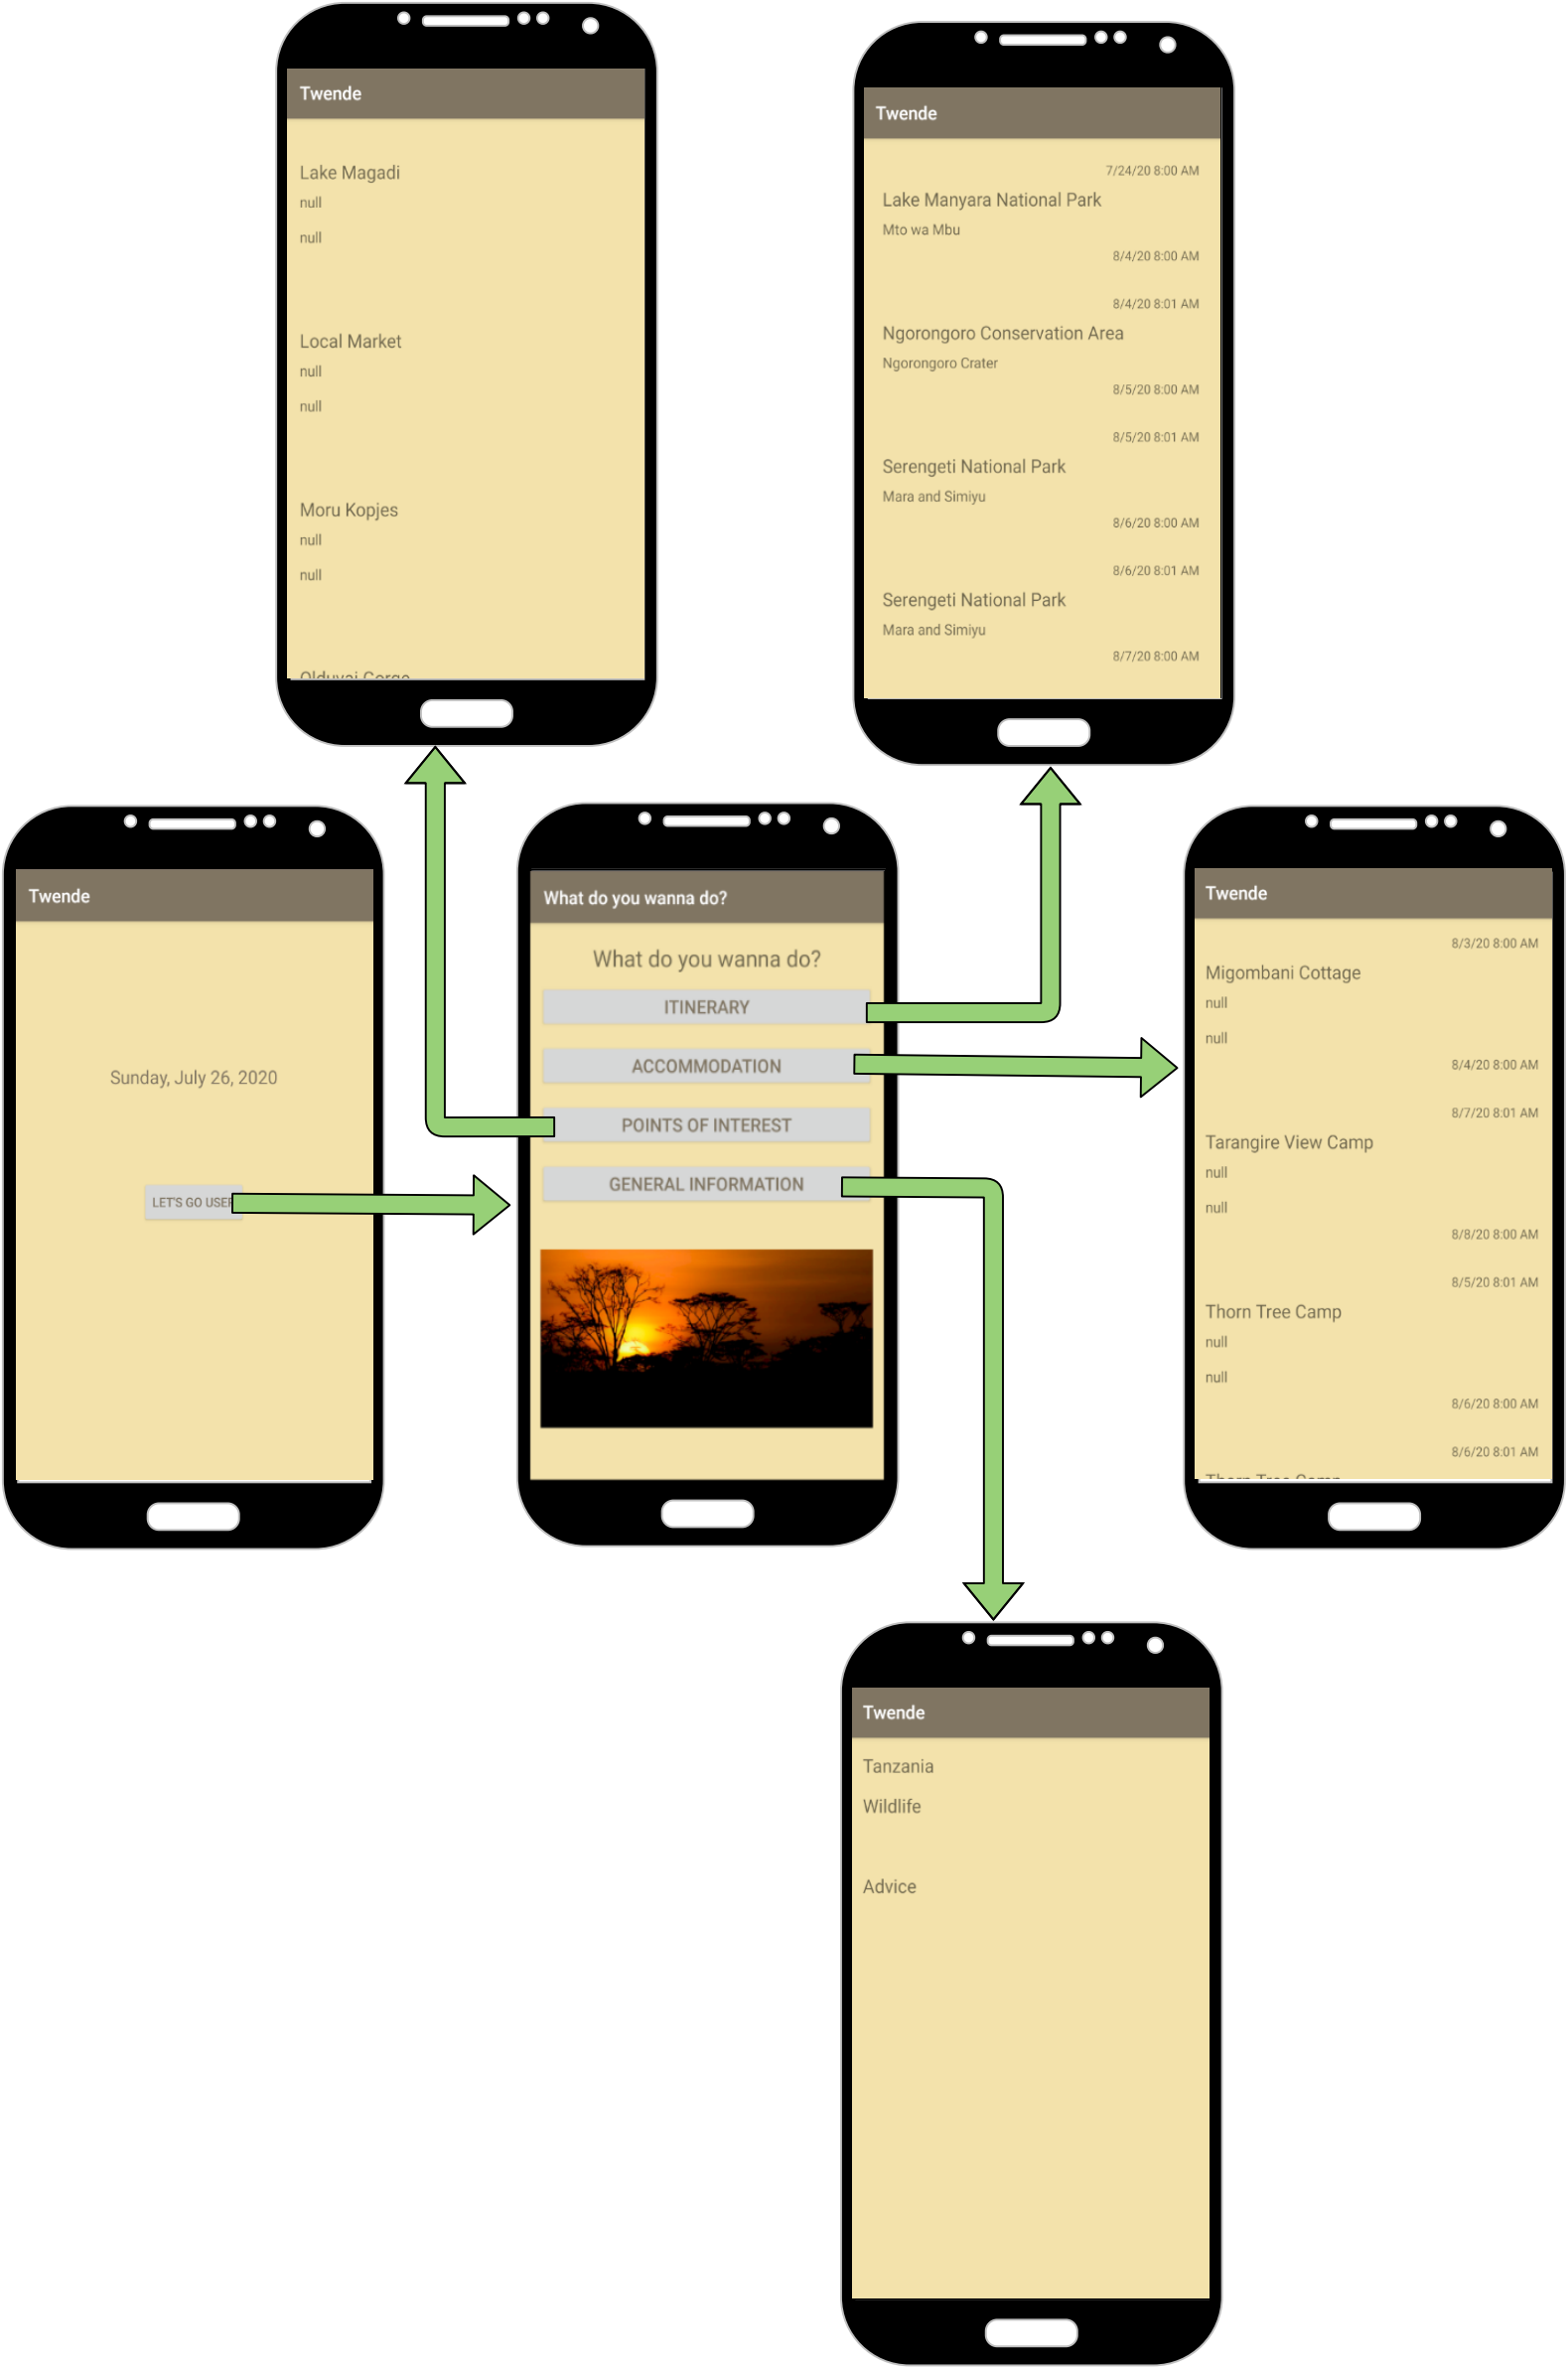 Twende
Lake Magadi
null
null
Local Market
null
null
Moru Kopjes
null
null
Olduvai Gorge
Twende
7/24/20 8:00 AM
Lake Manyara National Park
Mto wa Mbu
8/4/20 8:00 AM
8/4/20 8:01 AM
Ngorongoro Conservation Area
Ngorongoro Crater
8/5/20 8:00 AM
8/5/20 8:01 AM
Serengeti National Park
Mara and Simiyu
8/6/20 8:00 AM
8/6/20 8:01 AM
Serengeti National Park
Mara and Simiyu
8/7/20 8:00 AM
Twende
Sunday, July 26, 2020
LET'S GO USER
What do you wanna do?
What do you wanna do?
ITINERARY
ACCOMMODATION
POINTS OF INTEREST
GENERAL INFORMATION
Twende
8/3/20 8:00 AM
Migombani Cottage
null
null
8/4/20 8:00 AM
8/7/20 8:01 AM
Tarangire View Camp
null
null
8/8/20 8:00 AM
8/5/20 8:01 AM
Thorn Tree Camp
null
null
8/6/20 8:00 AM
8/6/20 8:01 AM
Thorn Tree Camp
Twende
Tanzania
Wildlife
Advice